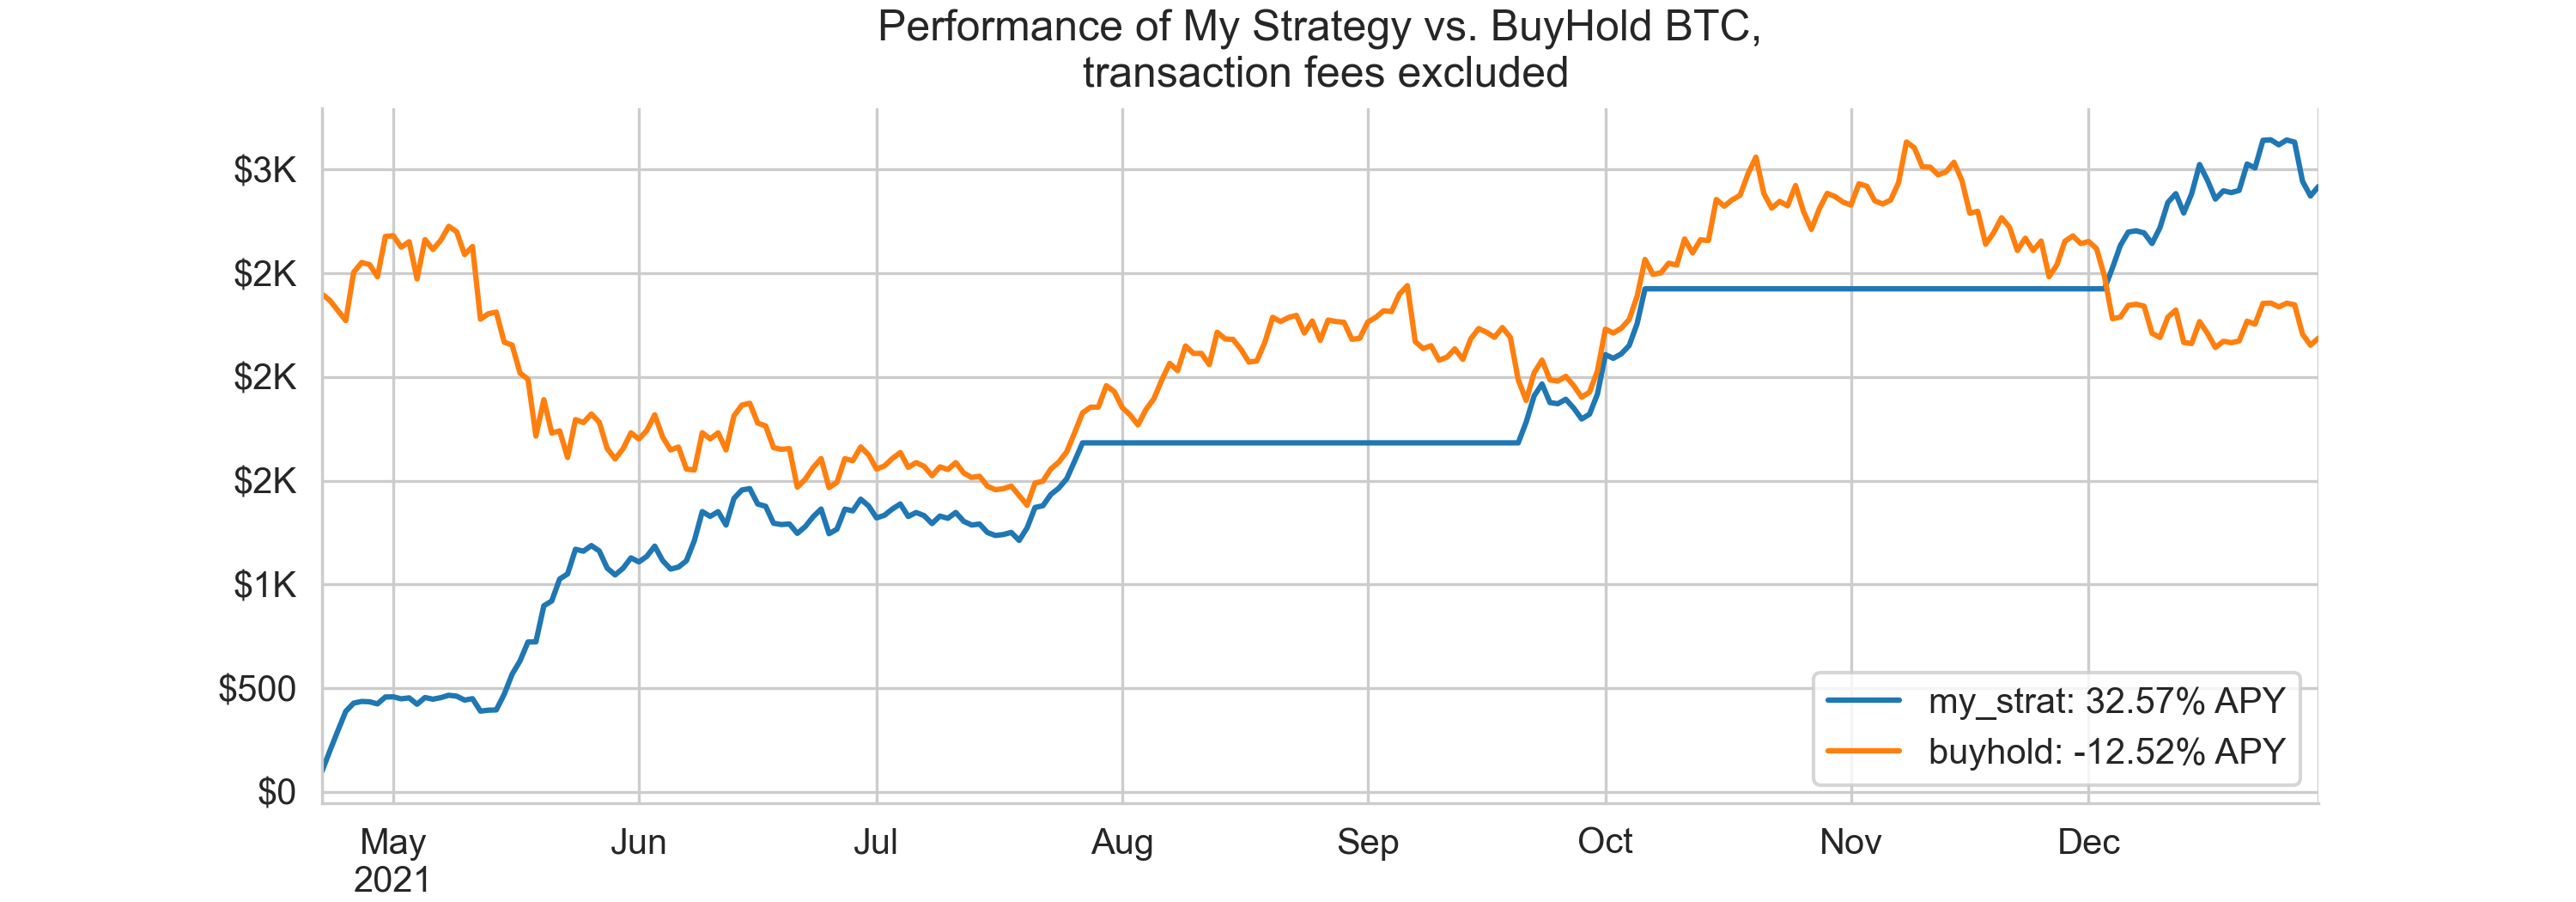 Performance of My Strategy vs. BuyHold BTC,
transaction fees excluded
$3K
$2K
$2K
$2K
$1K
$500
$0
May
2021
Jun
Jul
Aug
Sep
Oct
Nov
Dec
my_strat: 32.57% APY
buyhold: -12.52% APY